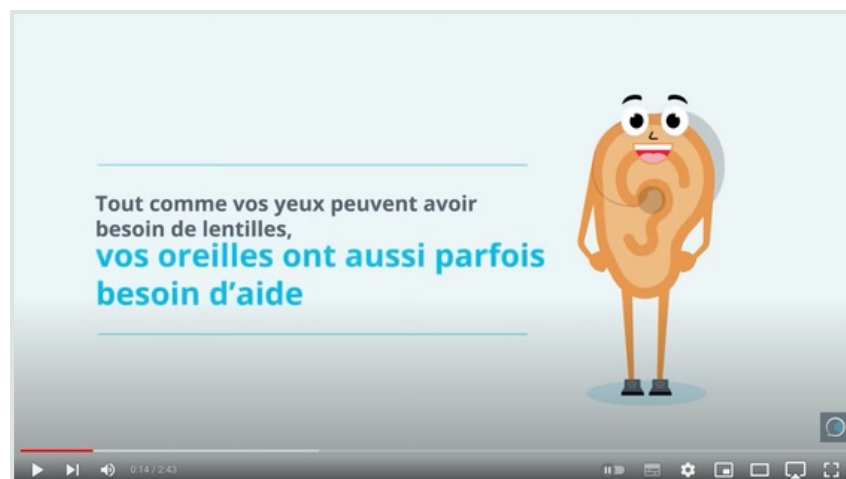 Tout comme vos yeux peuvent avoir
besoin de lentilles,
vos oreilles ont aussi parfois
besoin d’aide
0:14 / 2:43